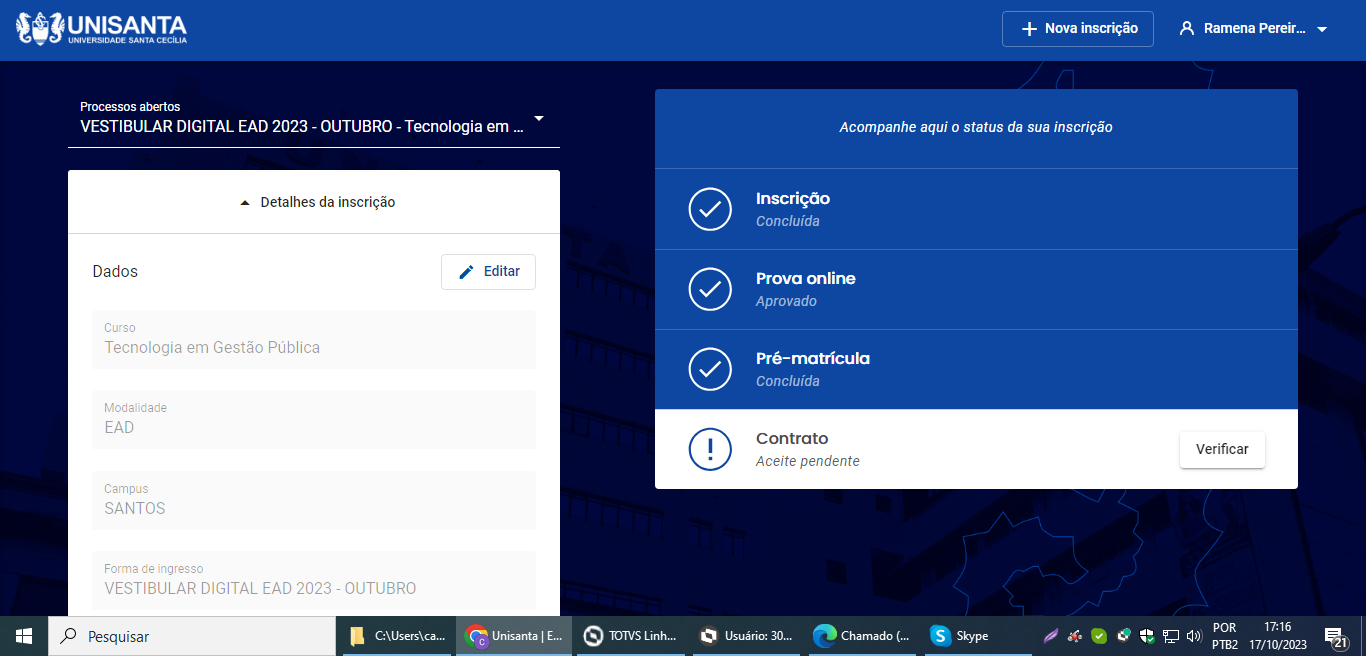 UNISANTA
UNIVERSIDADE SANTA CECÍLIA
Nova inscrição
Ramena Pereir...
Processos abertos
VESTIBULAR DIGITAL EAD 2023 - OUTUBRO - Tecnologia em ...
Detalhes da inscrição
Dados
Editar
Curso
Tecnologia em Gestão Pública
Modalidade
EAD
Campus
SANTOS
Forma de ingresso
VESTIBULAR DIGITAL EAD 2023 - OUTUBRO
Acompanhe aqui o status da sua inscrição
Inscrição
Concluída
Prova online
Aprovado
Pré-matrícula
Concluída
Contrato
Aceite pendente
Verificar
Pesquisar
C:\Users\ca...
Unisanta | E...
TOTVS Linh...
Usuário: 30...
Chamado (...
Skype
POR
PTB2
17:16
17/10/2023
21